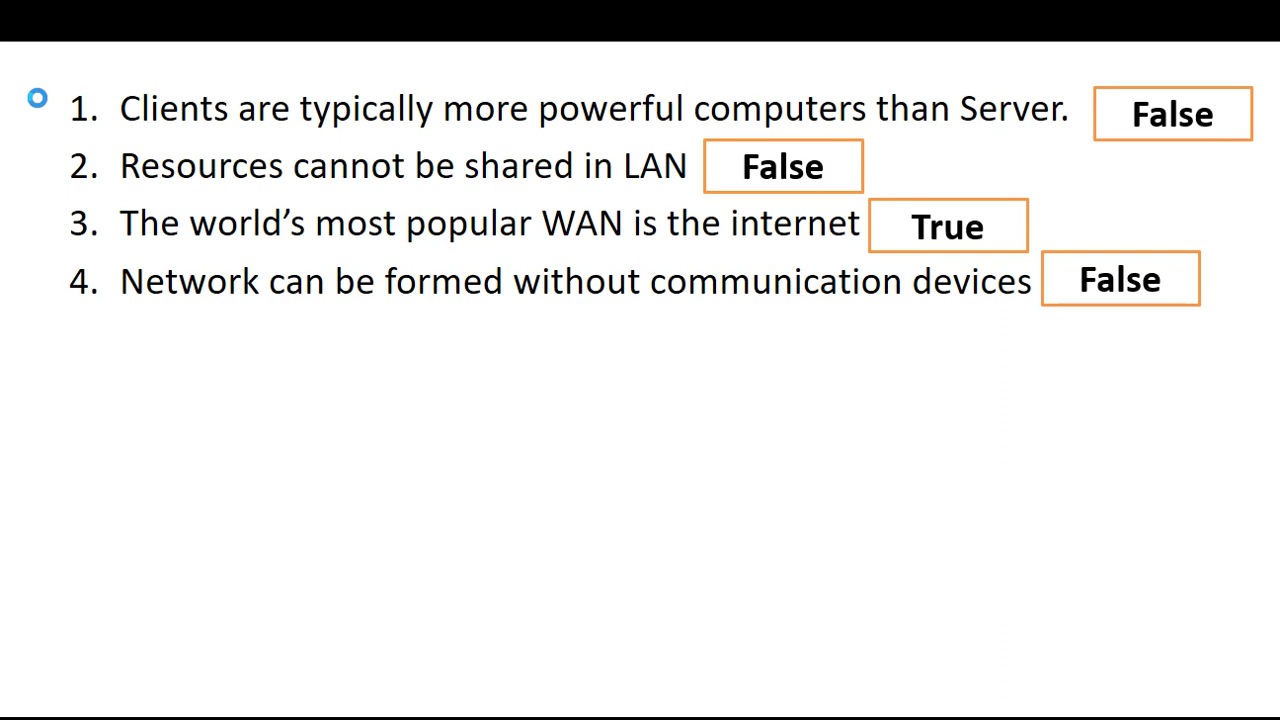 1. Clients are typically more powerful computers than Server. False
2. Resources cannot be shared in LAN False
3. The world’s most popular WAN is the internet True
4. Network can be formed without communication devices False